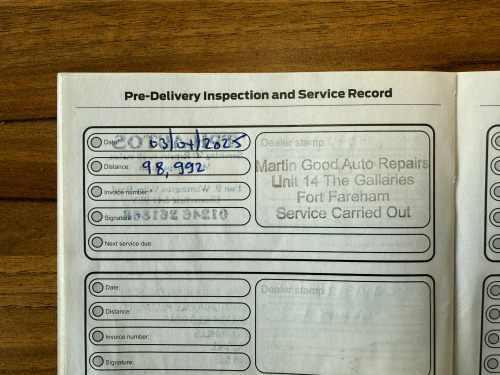 Pre-Delivery Inspection and Service Record
Date: 03/04/2025
Distance: 98,992
Invoice number:
Signature:
Next service due:
Dealer stamp
Martin Good Auto Repairs
Unit 14 The Gallaries
Fort Fareham
Service Carried Out
Date:
Distance:
Invoice number:
Signature:
Dealer stamp